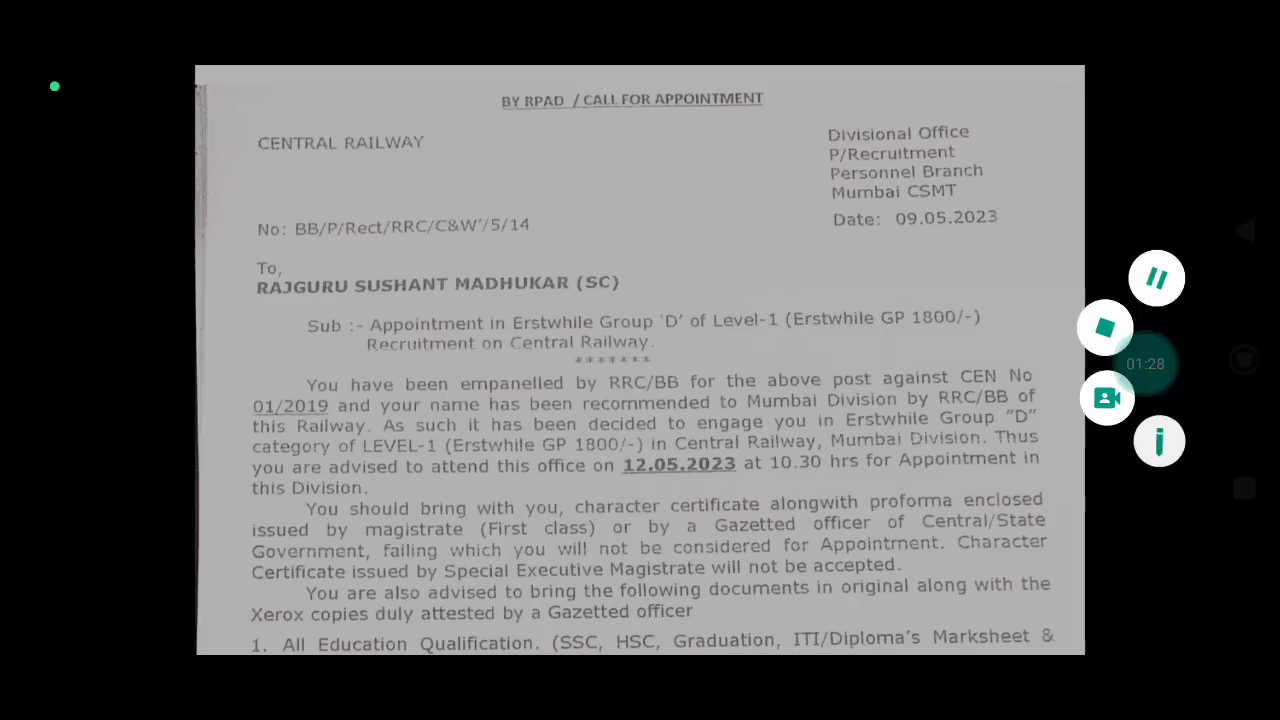 BY RPAD / CALL FOR APPOINTMENT
CENTRAL RAILWAY
Divisional Office
P/Recruitment
Personnel Branch
Mumbai CSMT
No: BB/P/Rect/RRC/C&W'/5/14
Date: 09.05.2023
To,
RAJGURU SUSHANT MADHUKAR (SC)
Sub :- Appointment in Erstwhile Group 'D' of Level-1 (Erstwhile GP 1800/-)
Recruitment on Central Railway.
*******
You have been empanelled by RRC/BB for the above post against CEN No
01/2019 and your name has been recommended to Mumbai Division by RRC/BB of
this Railway. As such it has been decided to engage you in Erstwhile Group "D"
category of LEVEL-1 (Erstwhile GP 1800/-) in Central Railway, Mumbai Division. Thus
you are advised to attend this office on 12.05.2023 at 10.30 hrs for Appointment in
this Division.
You should bring with you, character certificate alongwith proforma enclosed
issued by magistrate (First class) or by a Gazetted officer of Central/State
Government, failing which you will not be considered for Appointment. Character
Certificate issued by Special Executive Magistrate will not be accepted.
You are also advised to bring the following documents in original along with the
Xerox copies duly attested by a Gazetted officer
1. All Education Qualification. (SSC, HSC, Graduation, ITI/Diploma's Marksheet &
01:28